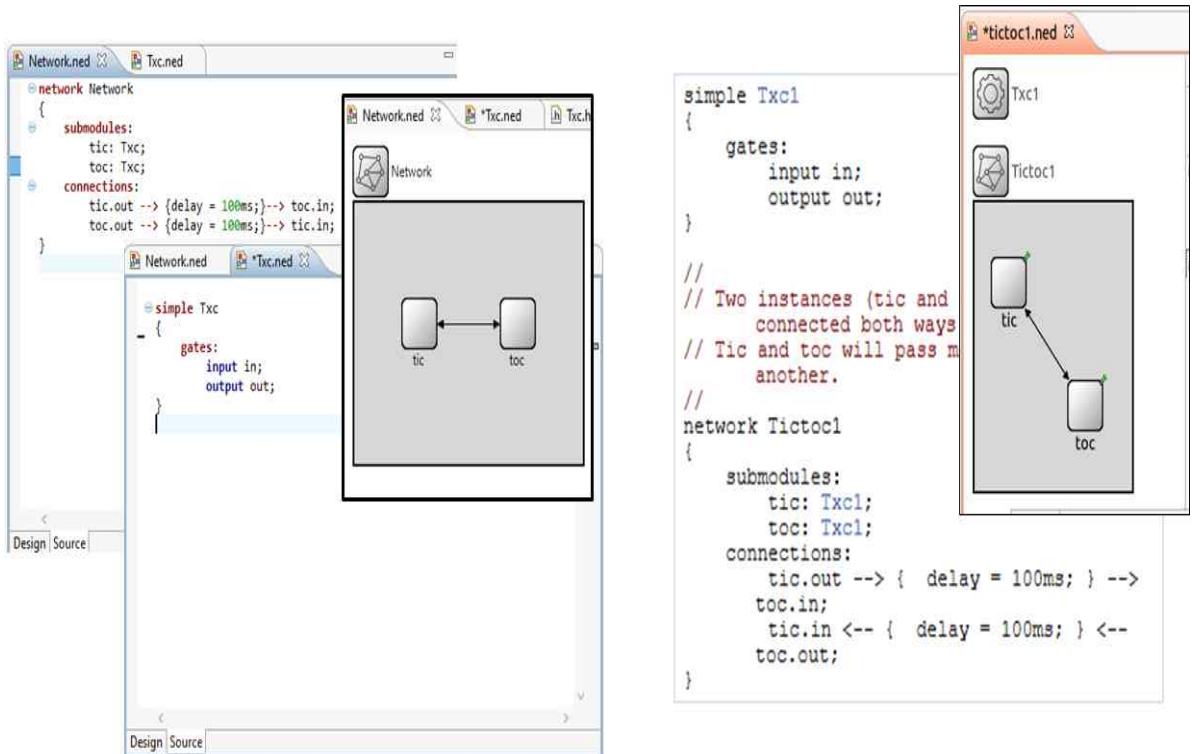 Network.ned
Txc.ned
network Network
{
submodules:
tic: Txc;
toc: Txc;
connections:
tic.out --> {delay = 100ms;}--> toc.in;
toc.out --> {delay = 100ms;}--> tic.in;
}
Design Source
Network.ned
*Txc.ned
simple Txc
{
gates:
input in;
output out;
}
Design Source
Network.ned
*Txc.ned
Txc.h
Network
tic
toc
simple Txc1
{
gates:
input in;
output out;
}
//
// Two instances (tic and
connected both ways
// Tic and toc will pass m
another.
//
network Tictoc1
{
submodules:
tic: Txc1;
toc: Txc1;
connections:
tic.out --> { delay = 100ms; } -->
toc.in;
tic.in <-- { delay = 100ms; } <--
toc.out;
}
*tictoc1.ned
Txc1
Tictoc1
tic
toc